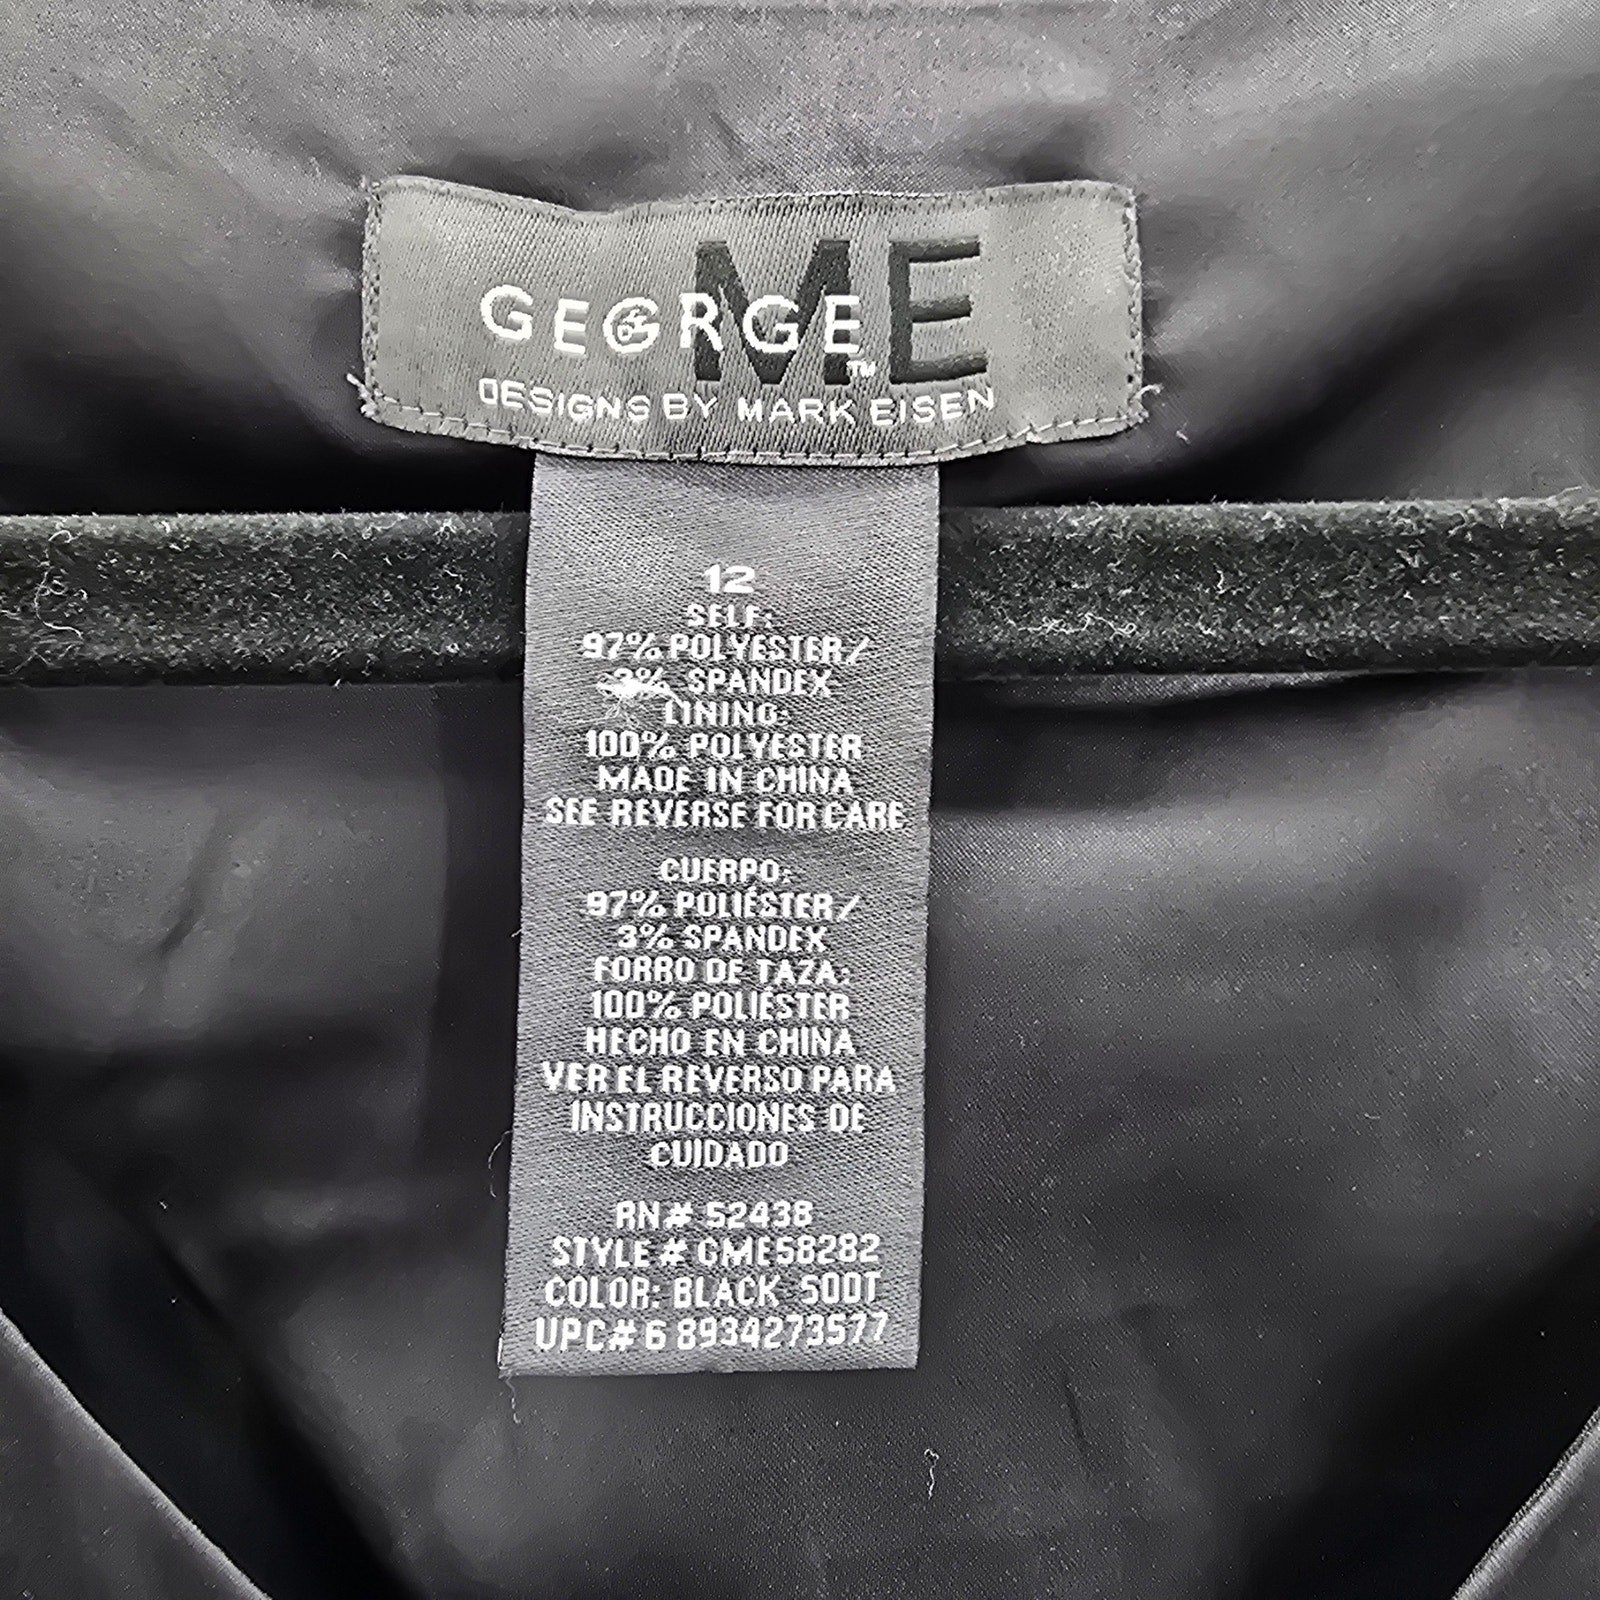 GEORGE ME™
DESIGNS BY MARK EISEN
12
SELF:
97% POLYESTER/
3% SPANDEX
LINING:
100% POLYESTER
MADE IN CHINA
SEE REVERSE FOR CARE
CUERPO:
97% POLIÉSTER/
3% SPANDEX
FORRO DE TAZA:
100% POLIÉSTER
HECHO EN CHINA
VER EL REVERSO PARA
INSTRUCCIONES DE
CUIDADO
RN# 52438
STYLE # GME58282
COLOR: BLACK SOOT
UPC# 6 8934273577